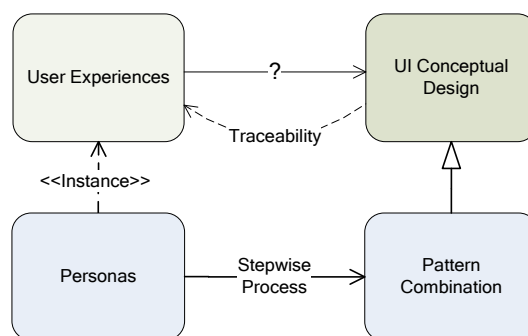 User Experiences
?
UI Conceptual
Design
Traceability
<<Instance>>
Personas
Stepwise
Process
Pattern
Combination